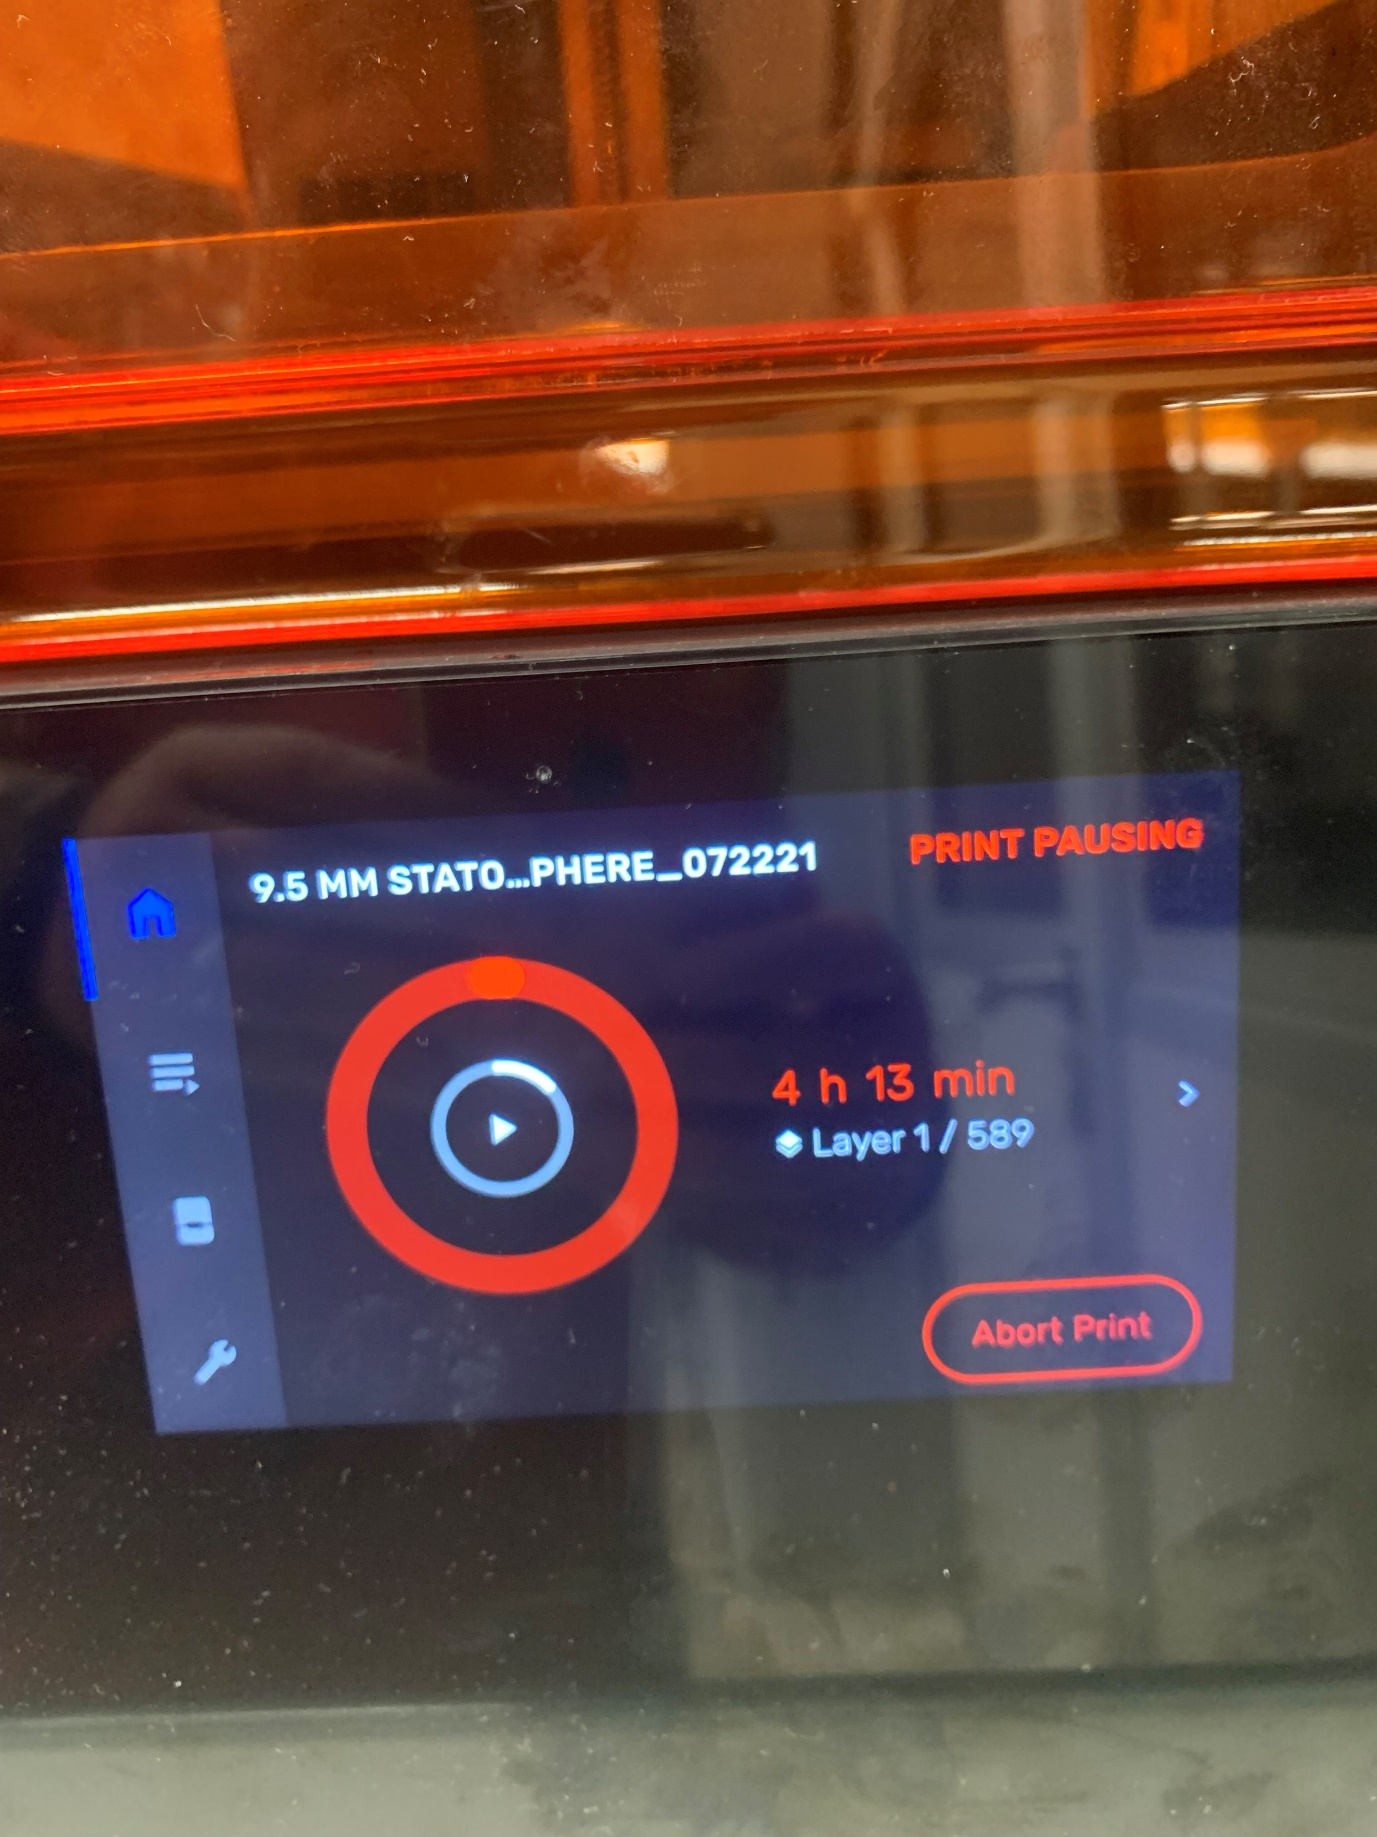 9.5 MM STATO...PHERE_072221
PRINT PAUSING
4 h 13 min
Layer 1 / 589
Abort Print